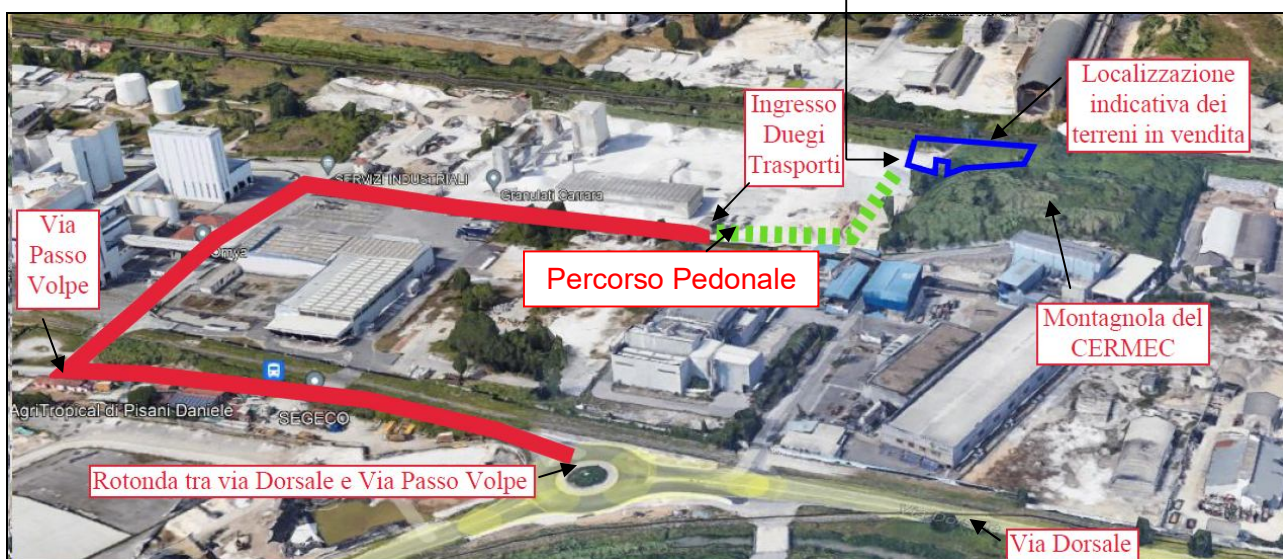 Localizzazione
indicativa dei
terreni in vendita
Ingresso
Duegi
Trasporti
SERVIZI INDUSTRIALI
Granulati Carrara
Via
Passo
Volpe
Omya
Percorso Pedonale
Montagnola del
CERMEC
AgriTropical di Pisani Daniele
SEGECO
Rotonda tra via Dorsale e Via Passo Volpe
Via Dorsale